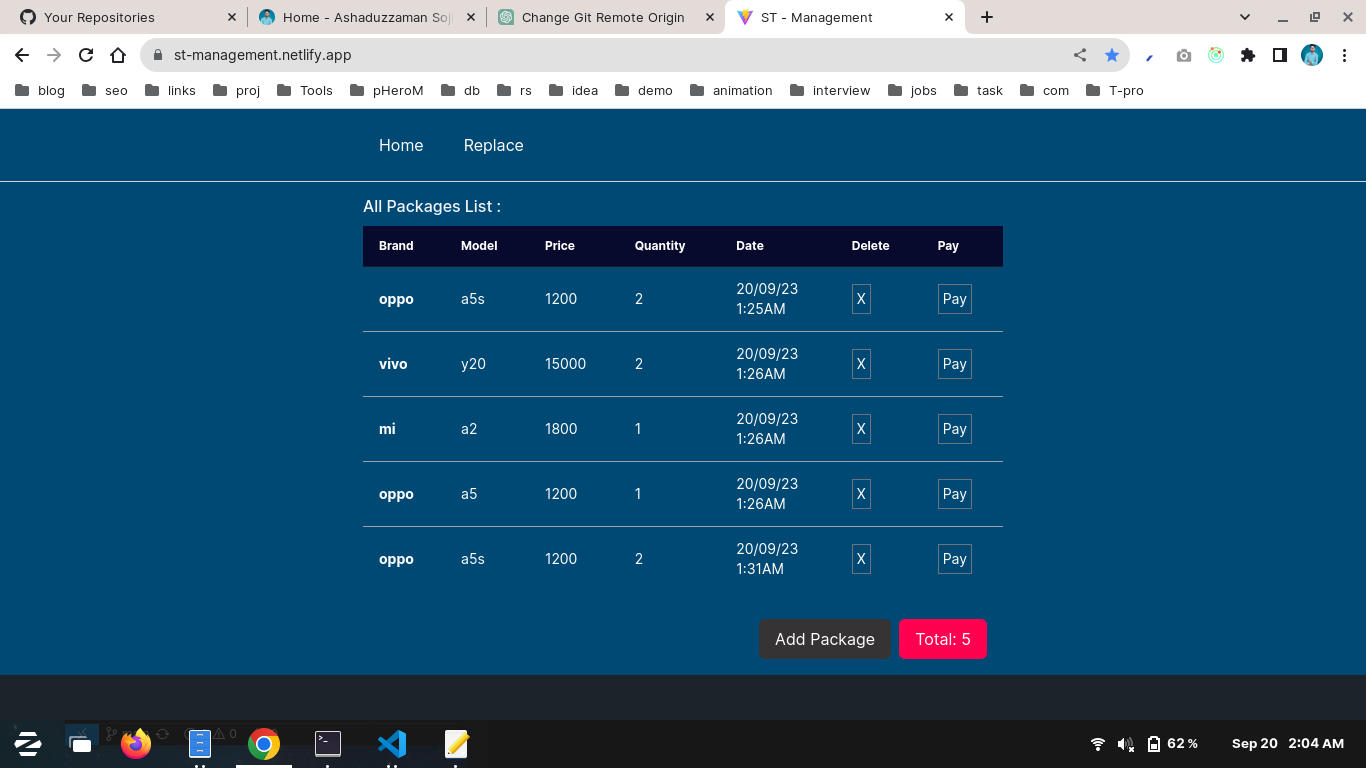 Your Repositories
Home - Ashaduzzaman Soj
Change Git Remote Origin
ST - Management
st-management.netlify.app
blog seo links proj Tools pHeroM db rs idea demo animation interview jobs task com T-pro
Home Replace
All Packages List :
Brand Model Price Quantity Date Delete Pay
oppo a5s 1200 2 20/09/23 1:25AM X Pay
vivo y20 15000 2 20/09/23 1:26AM X Pay
mi a2 1800 1 20/09/23 1:26AM X Pay
oppo a5 1200 1 20/09/23 1:26AM X Pay
oppo a5s 1200 2 20/09/23 1:31AM X Pay
Add Package Total: 5
62 % Sep 20 2:04 AM